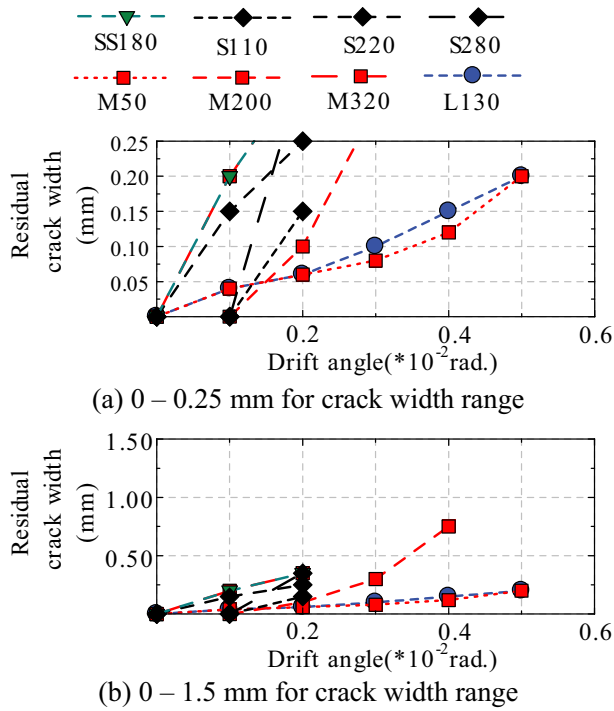 SS180 S110 S220 S280
M50 M200 M320 L130
0.25
0.20
0.15
0.10
0.05
Residual
crack width
(mm)
0.2 0.4 0.6
Drift angle(*10-2rad.)
(a) 0 – 0.25 mm for crack width range
1.50
1.00
0.50
Residual
crack width
(mm)
0.2 0.4 0.6
Drift angle(*10-2rad.)
(b) 0 – 1.5 mm for crack width range